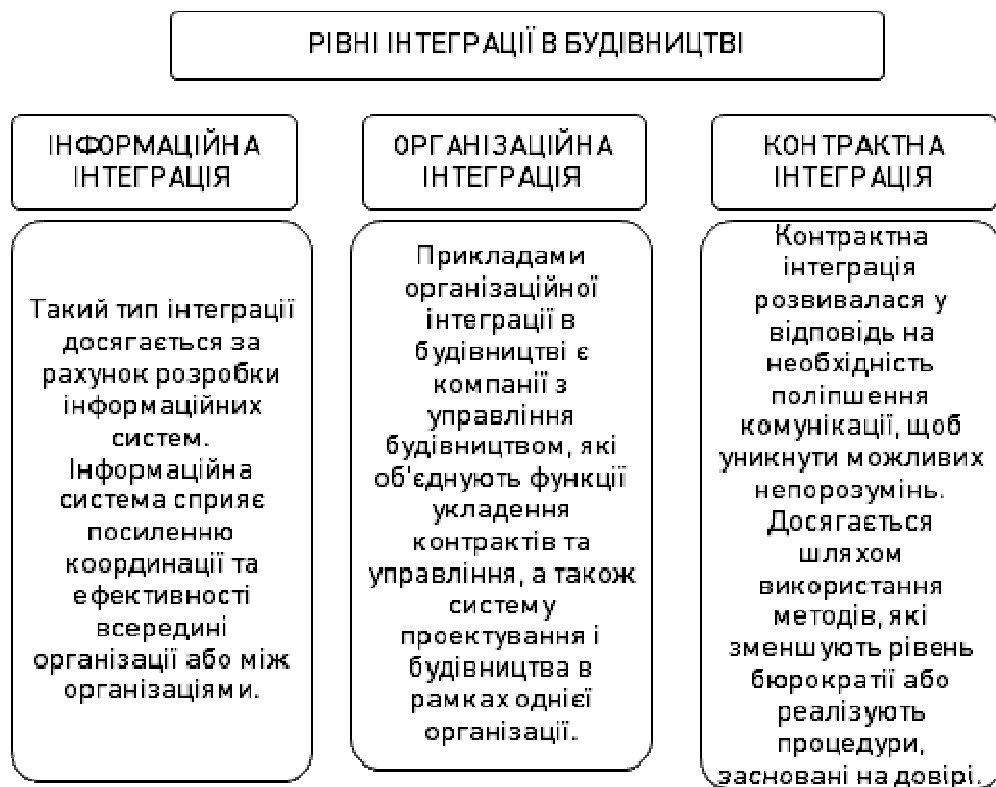 РІВНІ ІНТЕГРАЦІЇ В БУДІВНИЦТВІ
ІНФОРМАЦІЙНА
ІНТЕГРАЦІЯ
Такий тип інтеграції
досягається за
рахунок розробки
інформаційних
систем.
Інформаційна
система сприяє
посиленню
координації та
ефективності
всередині
організації або між
організаціями.
ОРГАНІЗАЦІЙНА
ІНТЕГРАЦІЯ
Прикладами
організаційної
інтеграції в
будівництві є
компанії з
управління
будівництвом, які
об'єднують функції
укладення
контрактів та
управління, а також
систему
проектування і
будівництва в
рамках однієї
організації.
КОНТРАКТНА
ІНТЕГРАЦІЯ
Контрактна
інтеграція
розвивалася у
відповідь на
необхідність
поліпшення
комунікації, щоб
уникнути можливих
непорозумінь.
Досягається
шляхом
використання
методів, які
зменшують рівень
бюрократії або
реалізують
процедури,
засновані на довірі.